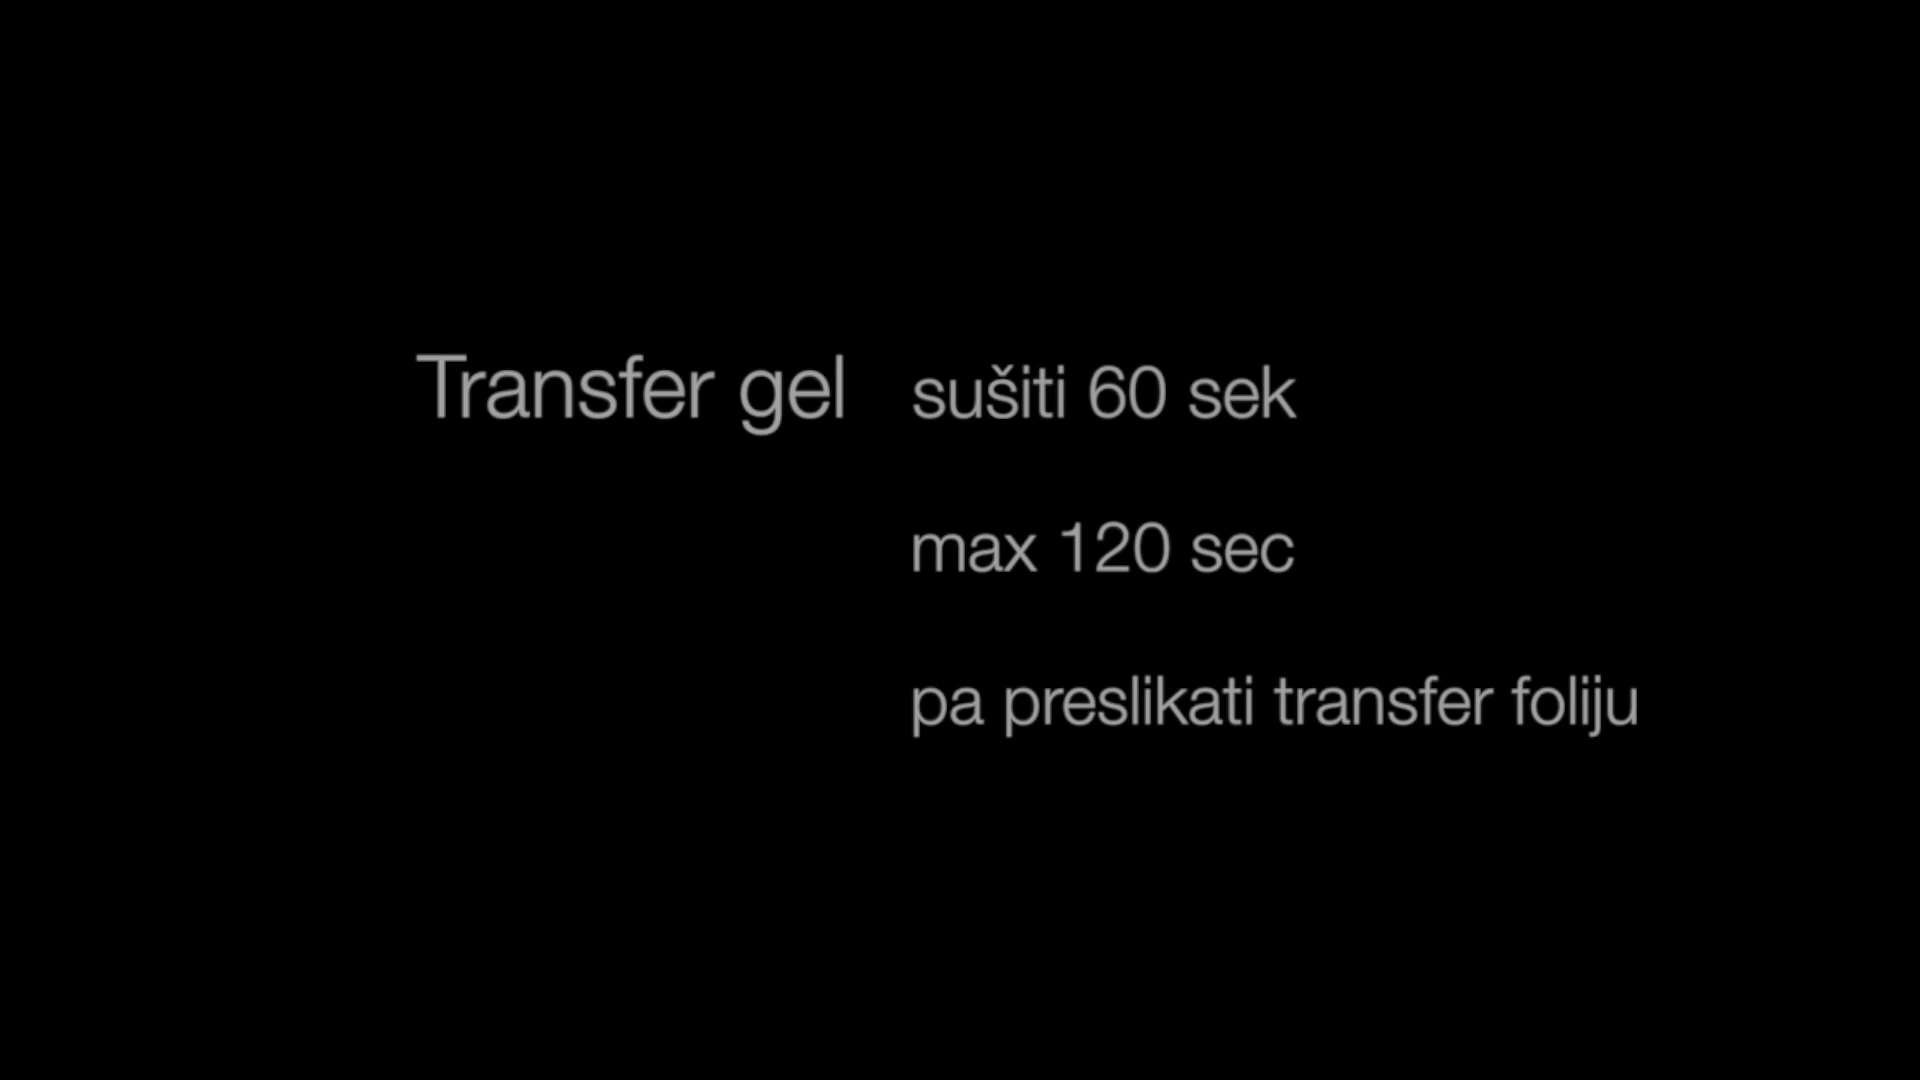 Transfer gel sušiti 60 sek
max 120 sec
pa preslikati transfer foliju